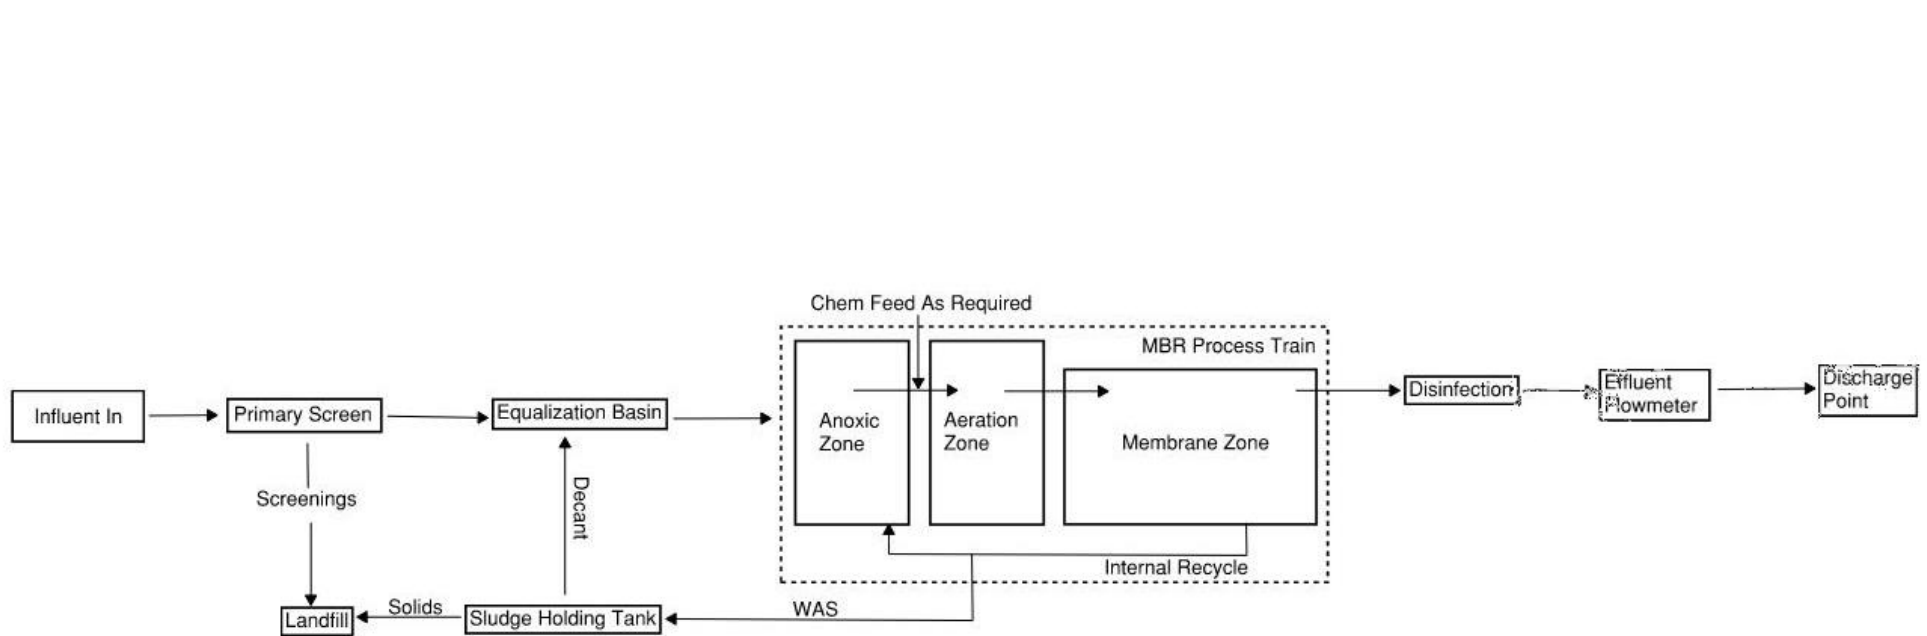 Chem Feed As Required
MBR Process Train
Influent In
Primary Screen
Equalization Basin
Anoxic
Zone
Aeration
Zone
Membrane Zone
Disinfection
Effluent
Flowmeter
Discharge
Point
Screenings
Decant
Internal Recycle
Landfill
Solids
Sludge Holding Tank
WAS